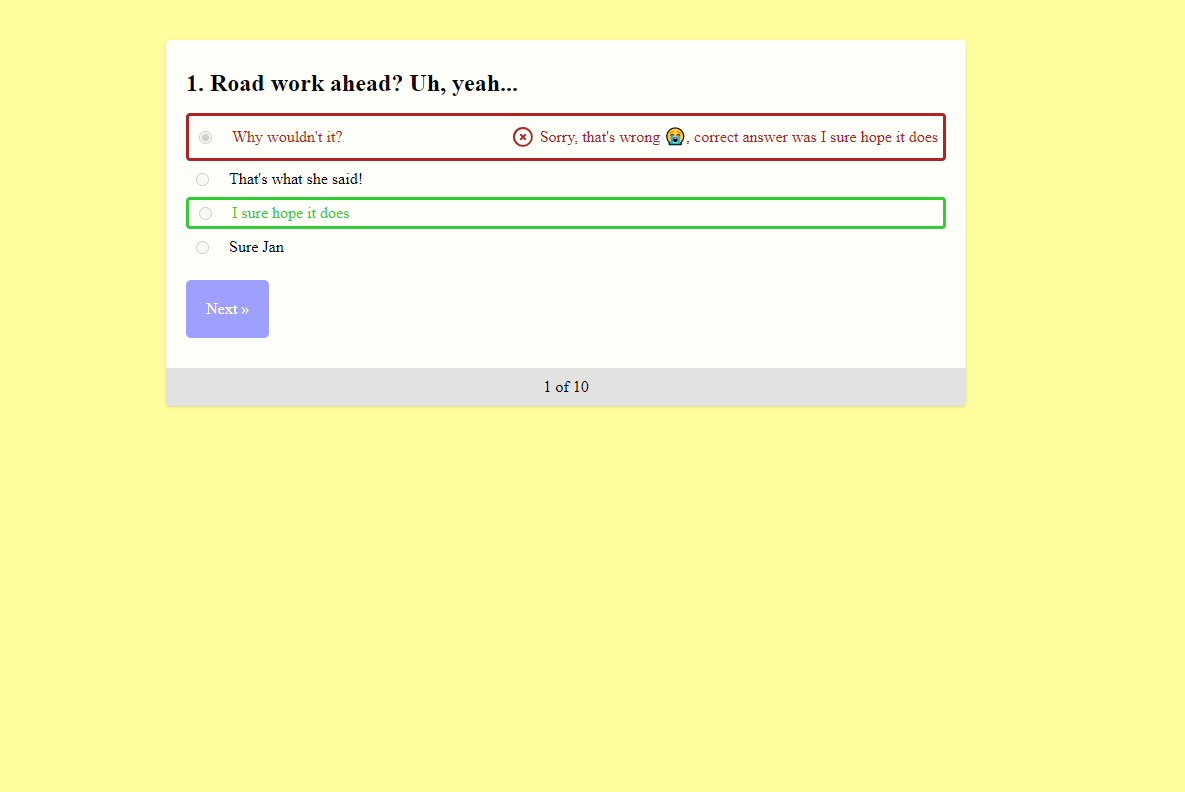 1. Road work ahead? Uh, yeah...
Why wouldn't it? Sorry, that's wrong 😭, correct answer was I sure hope it does
That's what she said!
I sure hope it does
Sure Jan
Next »
1 of 10